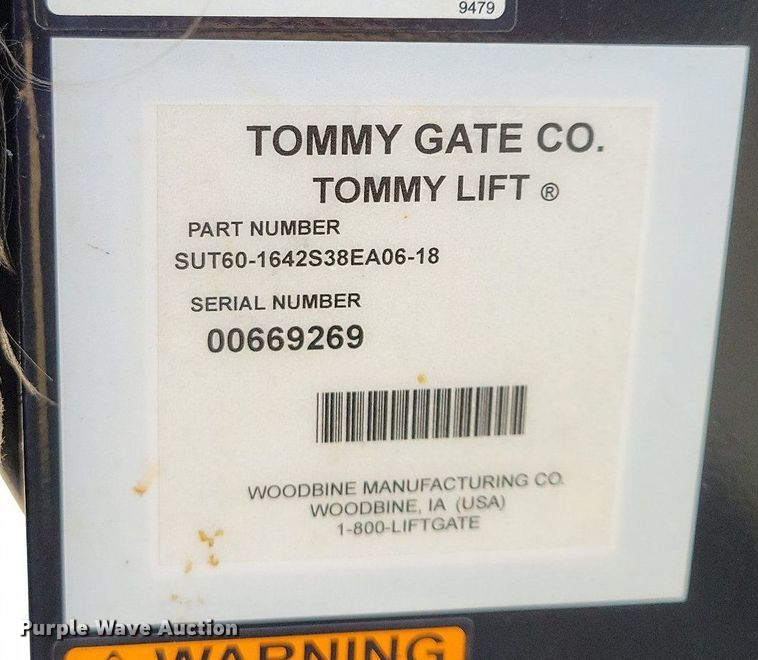 9479
TOMMY GATE CO.
TOMMY LIFT ®
PART NUMBER
SUT60-1642S38EA06-18
SERIAL NUMBER
00669269
WOODBINE MANUFACTURING CO.
WOODBINE, IA (USA)
1-800-LIFTGATE
Purple Wave Auction
WARNING